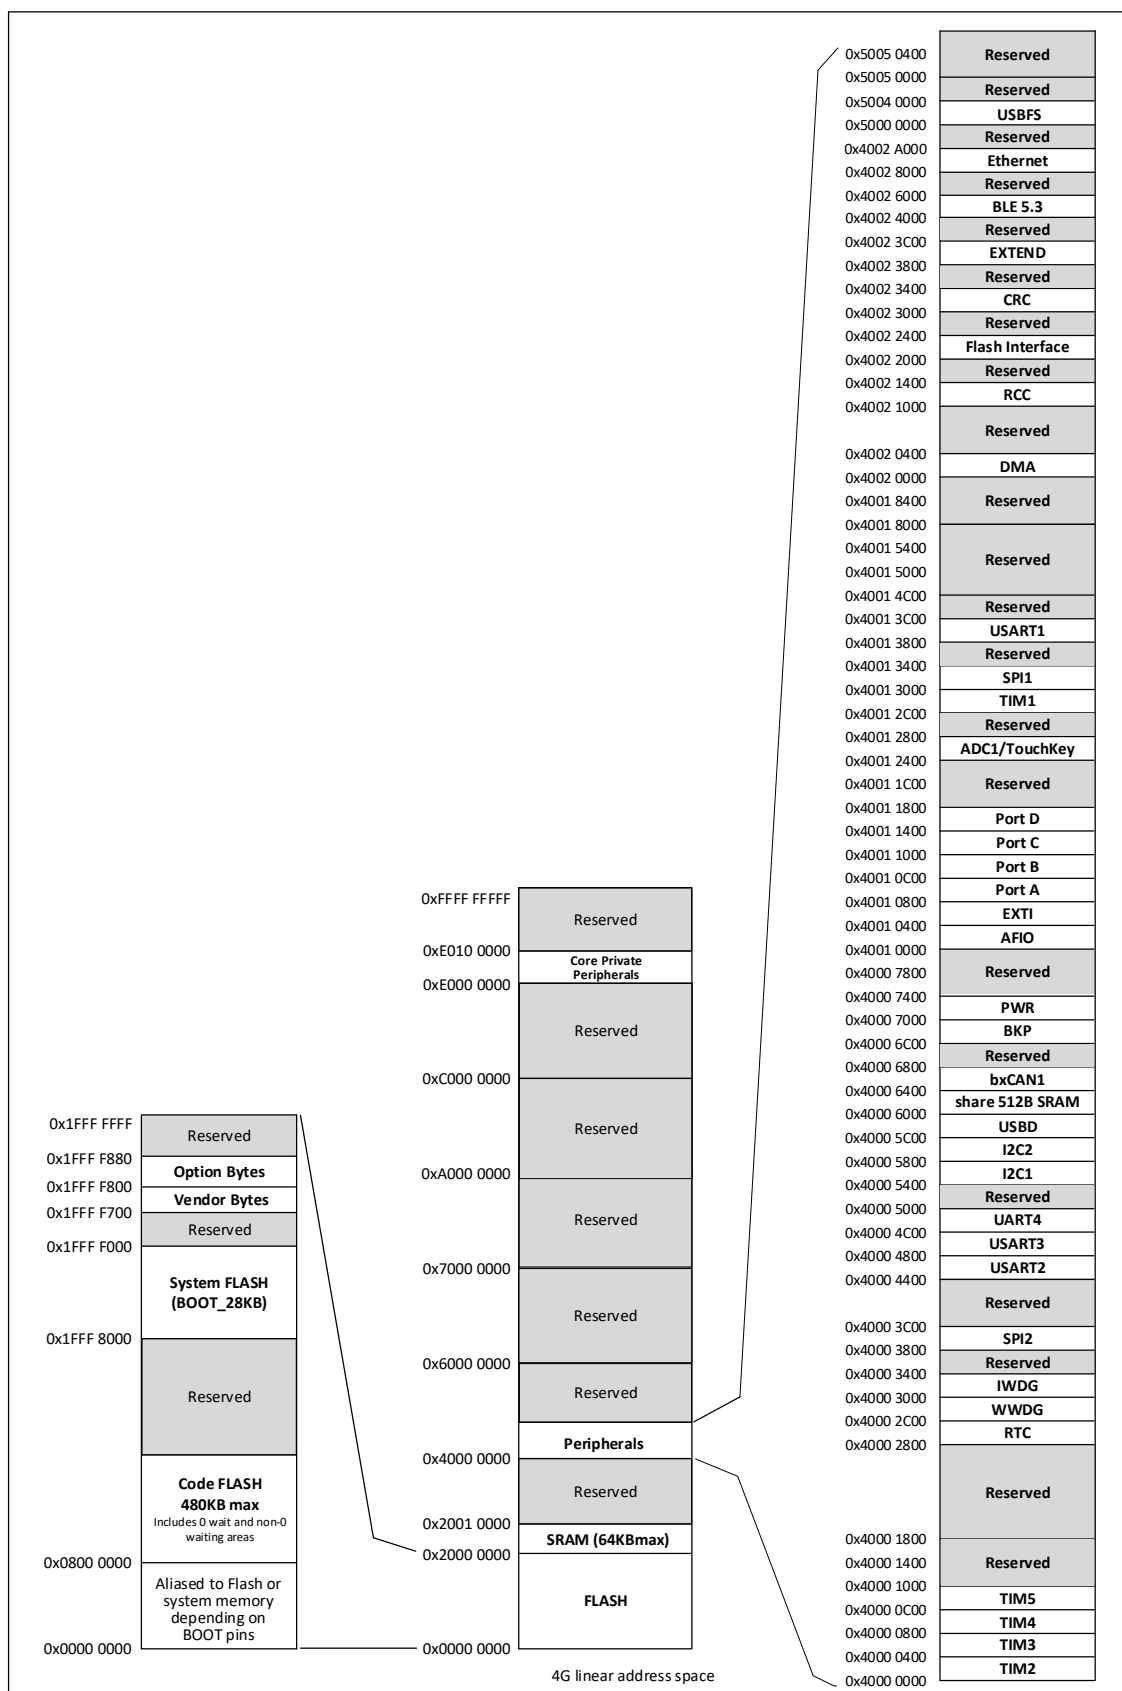 0x1FFF FFFF
Reserved
0x1FFF F880
Option Bytes
0x1FFF F800
Vendor Bytes
0x1FFF F700
Reserved
0x1FFF F000
System FLASH
(BOOT_28KB)
0x1FFF 8000
Reserved
Code FLASH
480KB max
Includes 0 wait and non-0
waiting areas
0x0800 0000
Aliased to Flash or
system memory
depending on
BOOT pins
0x0000 0000
0xFFFF FFFFF
Reserved
0xE010 0000
Core Private
Peripherals
0xE000 0000
Reserved
0xC000 0000
Reserved
0xA000 0000
Reserved
0x7000 0000
Reserved
0x6000 0000
Reserved
Peripherals
0x4000 0000
Reserved
0x2001 0000
SRAM (64KBmax)
0x2000 0000
FLASH
0x0000 0000
4G linear address space
0x5005 0400
Reserved
0x5005 0000
Reserved
0x5004 0000
USBFS
0x5000 0000
Reserved
0x4002 A000
Ethernet
0x4002 8000
Reserved
0x4002 6000
BLE 5.3
0x4002 4000
Reserved
0x4002 3C00
EXTEND
0x4002 3800
Reserved
0x4002 3400
CRC
0x4002 3000
Reserved
0x4002 2400
Flash Interface
0x4002 2000
Reserved
0x4002 1400
RCC
0x4002 1000
Reserved
0x4002 0400
DMA
0x4002 0000
Reserved
0x4001 8400
0x4001 8000
Reserved
0x4001 5400
0x4001 5000
0x4001 4C00
Reserved
0x4001 3C00
USART1
0x4001 3800
Reserved
0x4001 3400
SPI1
0x4001 3000
TIM1
0x4001 2C00
Reserved
0x4001 2800
ADC1/TouchKey
0x4001 2400
Reserved
0x4001 1C00
0x4001 1800
Port D
0x4001 1400
Port C
0x4001 1000
Port B
0x4001 0C00
Port A
0x4001 0800
EXTI
0x4001 0400
AFIO
0x4001 0000
Reserved
0x4000 7800
0x4000 7400
PWR
0x4000 7000
BKP
0x4000 6C00
Reserved
0x4000 6800
bxCAN1
0x4000 6400
share 512B SRAM
0x4000 6000
USBD
0x4000 5C00
I2C2
0x4000 5800
I2C1
0x4000 5400
Reserved
0x4000 5000
UART4
0x4000 4C00
USART3
0x4000 4800
USART2
0x4000 4400
Reserved
0x4000 3C00
SPI2
0x4000 3800
Reserved
0x4000 3400
IWDG
0x4000 3000
WWDG
0x4000 2C00
RTC
0x4000 2800
Reserved
0x4000 1800
Reserved
0x4000 1400
0x4000 1000
TIM5
0x4000 0C00
TIM4
0x4000 0800
TIM3
0x4000 0400
TIM2
0x4000 0000